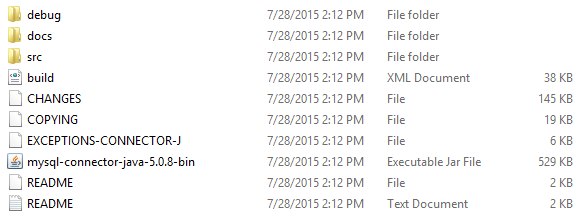 debug 7/28/2015 2:12 PM File folder
docs 7/28/2015 2:12 PM File folder
src 7/28/2015 2:12 PM File folder
build 7/28/2015 2:12 PM XML Document 38 KB
CHANGES 7/28/2015 2:12 PM File 145 KB
COPYING 7/28/2015 2:12 PM File 19 KB
EXCEPTIONS-CONNECTOR-J 7/28/2015 2:12 PM File 6 KB
mysql-connector-java-5.0.8-bin 7/28/2015 2:12 PM Executable Jar File 529 KB
README 7/28/2015 2:12 PM File 2 KB
README 7/28/2015 2:12 PM Text Document 2 KB